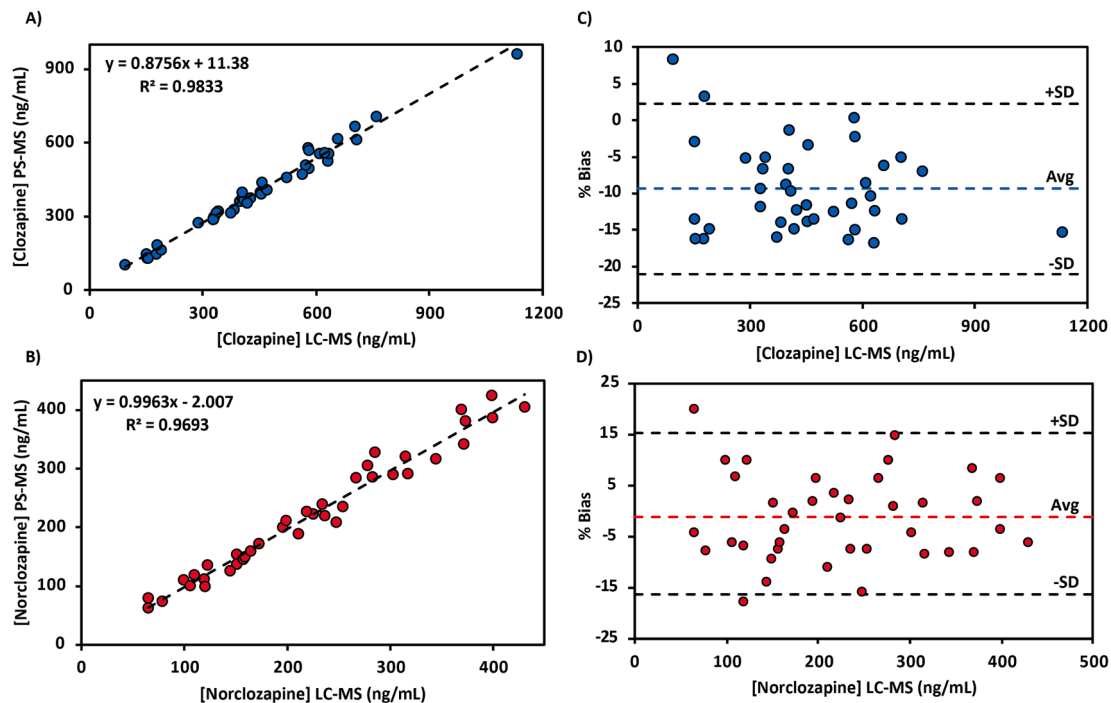 A)
y = 0.8756x + 11.38
R² = 0.9833
[Clozapine] PS-MS (ng/mL)
900
600
300
0
0 300 600 900 1200
[Clozapine] LC-MS (ng/mL)
C)
% Bias
10
5
0
-5
-10
-15
-20
-25
+SD
Avg
-SD
0 300 600 900 1200
[Clozapine] LC-MS (ng/mL)
B)
y = 0.9963x - 2.007
R² = 0.9693
[Norclozapine] PS-MS (ng/mL)
400
300
200
100
0
0 100 200 300 400
[Norclozapine] LC-MS (ng/mL)
D)
% Bias
25
15
5
-5
-15
-25
+SD
Avg
-SD
0 100 200 300 400 500
[Norclozapine] LC-MS (ng/mL)